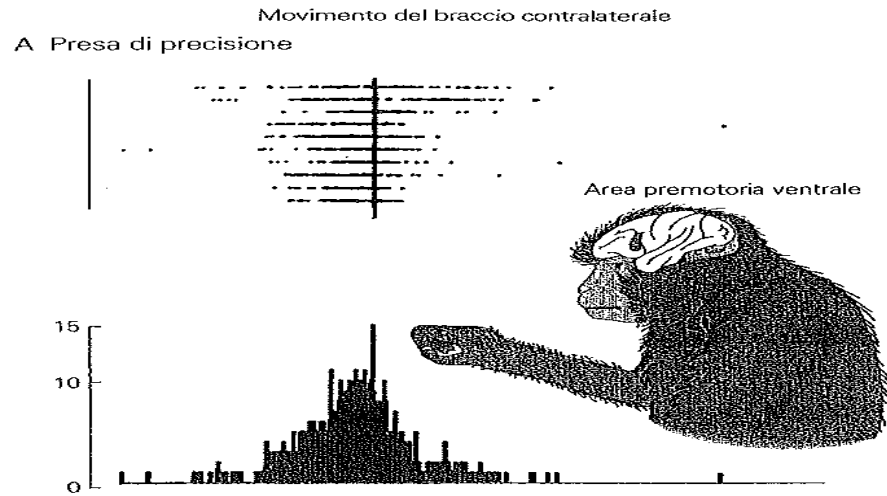 Movimento del braccio contralaterale
A Presa di precisione
Area premotoria ventrale
15
10
0